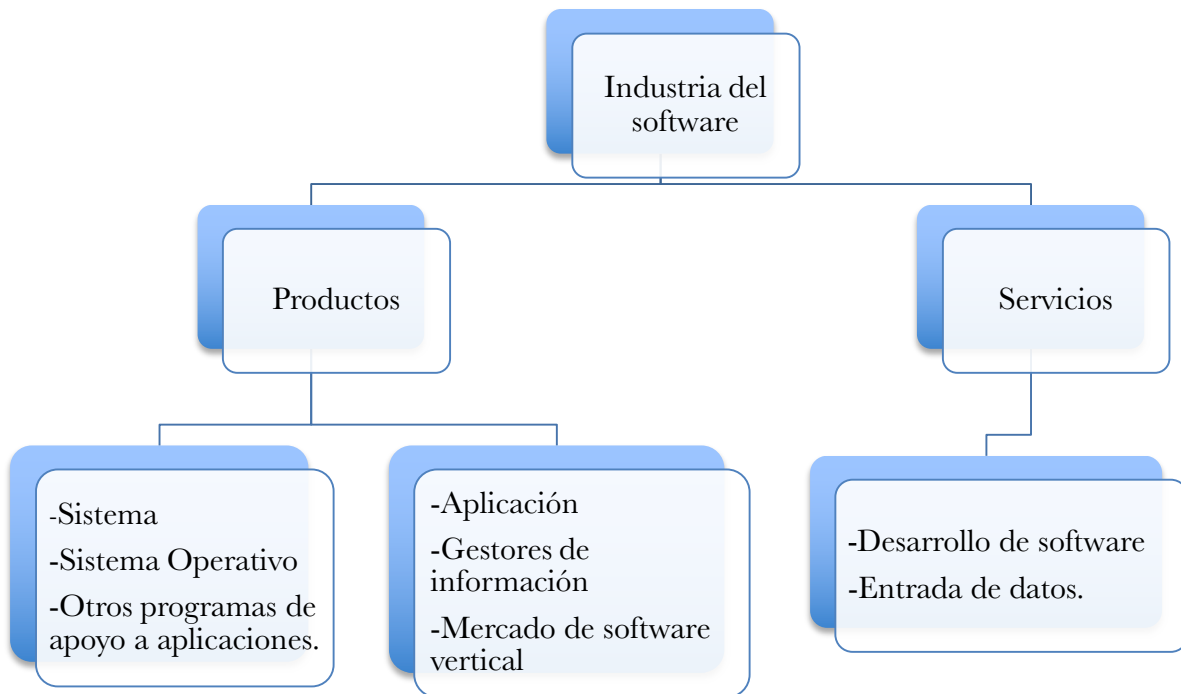 Industria del
software
Productos
Servicios
-Sistema
-Sistema Operativo
-Otros programas de
apoyo a aplicaciones.
-Aplicación
-Gestores de
información
-Mercado de software
vertical
-Desarrollo de software
-Entrada de datos.